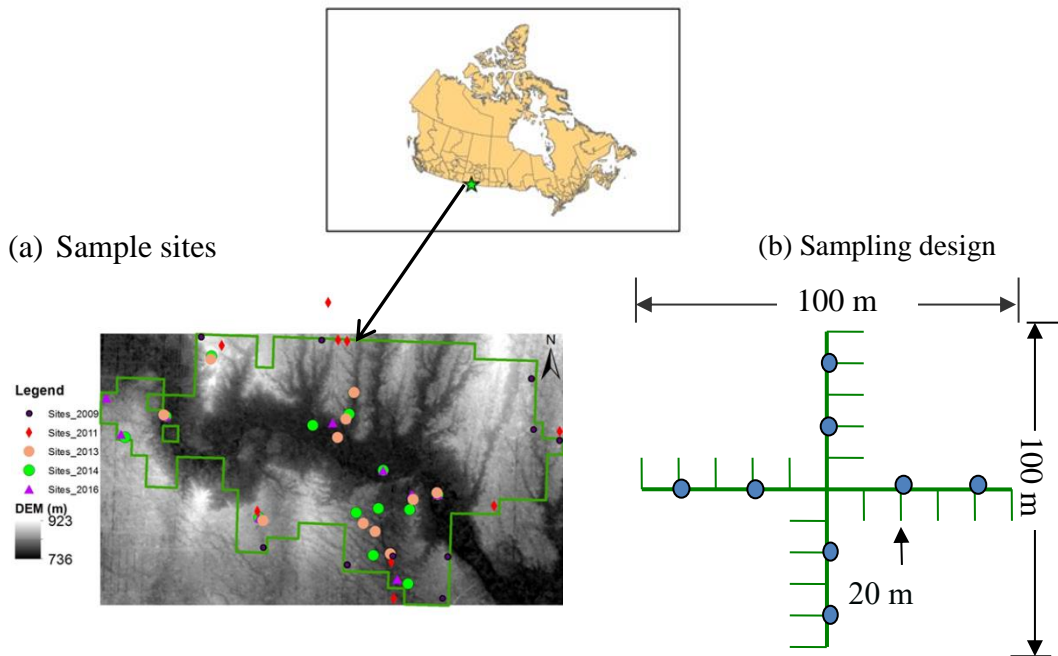 (a) Sample sites
(b) Sampling design
100 m
N
Legend
Sites_2009
Sites_2011
Sites_2013
Sites_2014
Sites_2016
DEM (m)
923
736
100 m
20 m